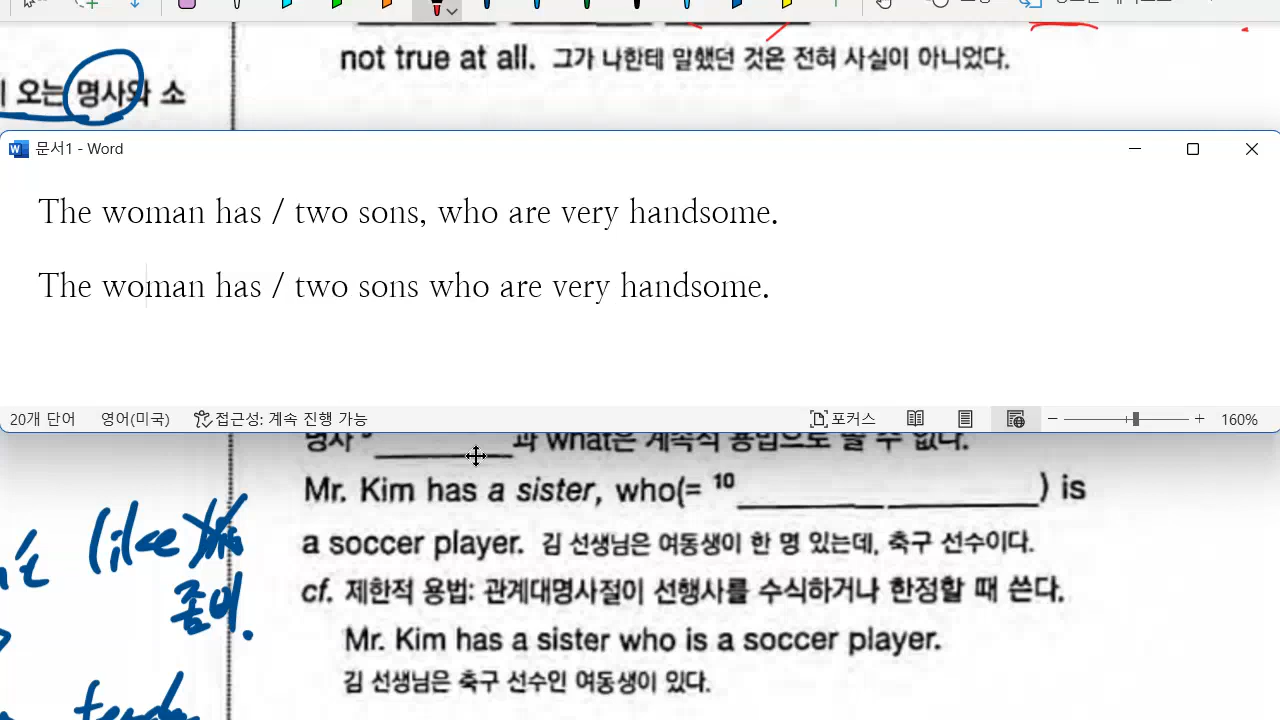 not true at all. 그가 나한테 말했던 것은 전혀 사실이 아니었다.
오는 명사와 소
문서1 - Word
The woman has / two sons, who are very handsome.
The woman has / two sons who are very handsome.
20개 단어 영어(미국) 접근성: 계속 진행 가능 포커스 160%
명사 과 what은 계속적 용법으로 쓸 수 없다.
Mr. Kim has a sister, who(= 10 ) is
a soccer player. 김 선생님은 여동생이 한 명 있는데, 축구 선수이다.
like
좋아.
cf. 제한적 용법: 관계대명사절이 선행사를 수식하거나 한정할 때 쓴다.
Mr. Kim has a sister who is a soccer player.
김 선생님은 축구 선수인 여동생이 있다.